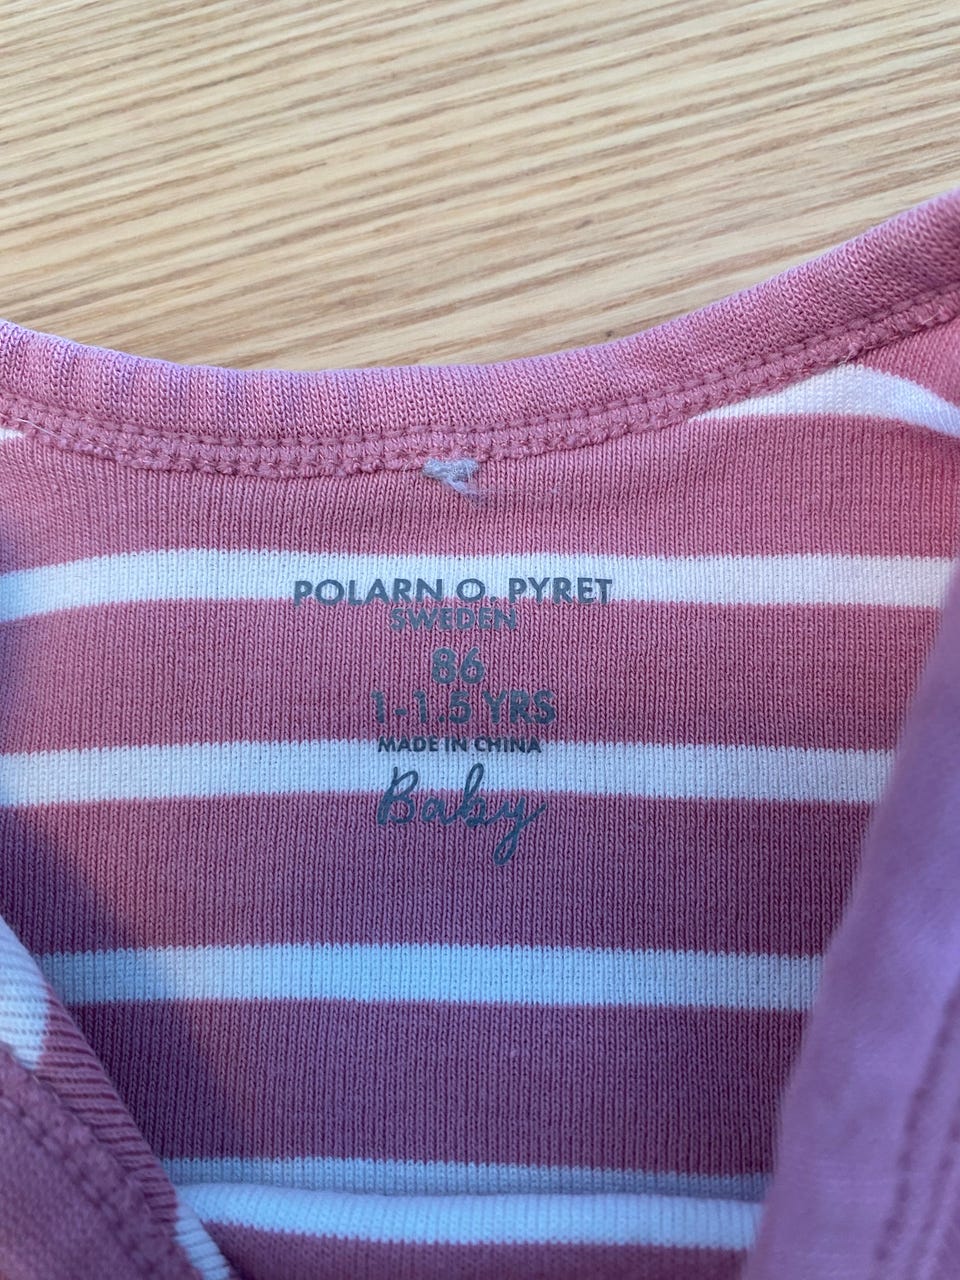 POLARN O. PYRET
SWEDEN
86
1-1.5 YRS
MADE IN CHINA
Baby